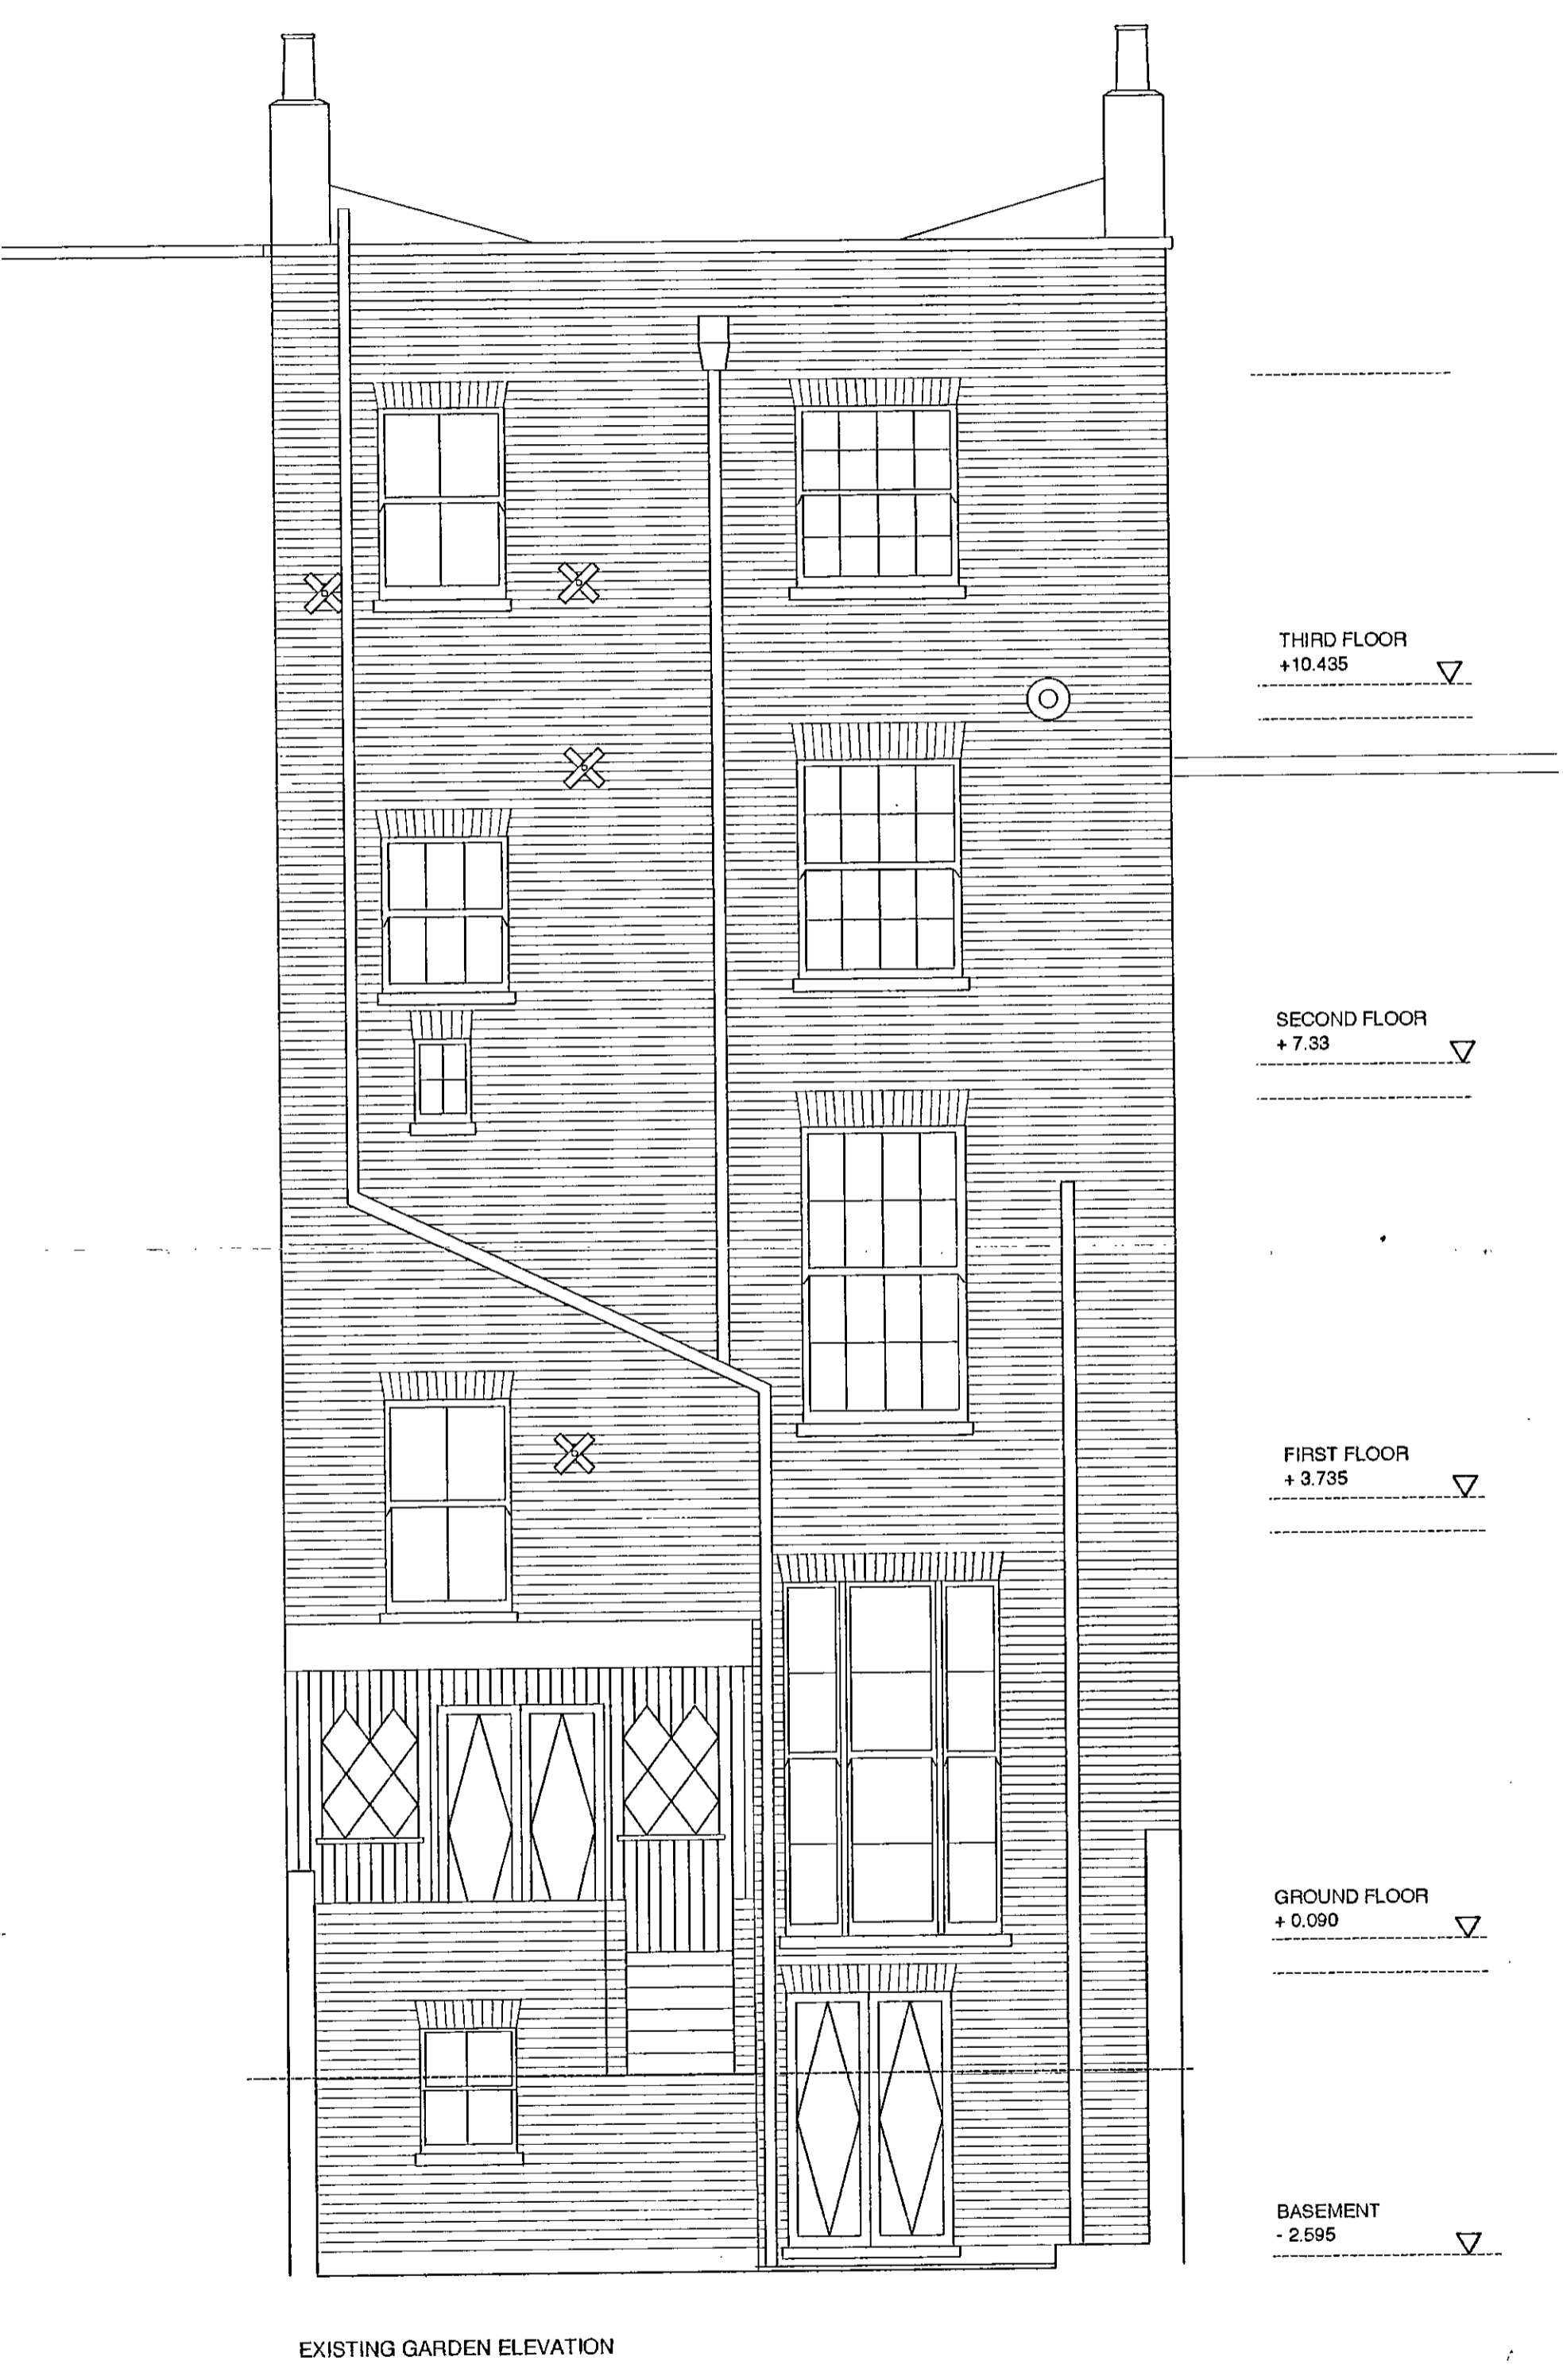 THIRD FLOOR
+10.435
SECOND FLOOR
+ 7.33
FIRST FLOOR
+ 3.735
GROUND FLOOR
+ 0.090
BASEMENT
- 2.595
EXISTING GARDEN ELEVATION